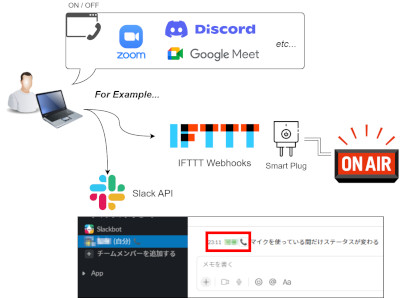 ON / OFF
zoom
Discord
Google Meet
etc...
For Example...
IFTTT
IFTTT Webhooks
Smart Plug
ON AIR
Slack API
Slackbot
(自分)
チームメンバーを追加する
App
23:11
マイクを使っている間だけステータスが変わる
メモを書く
Aa